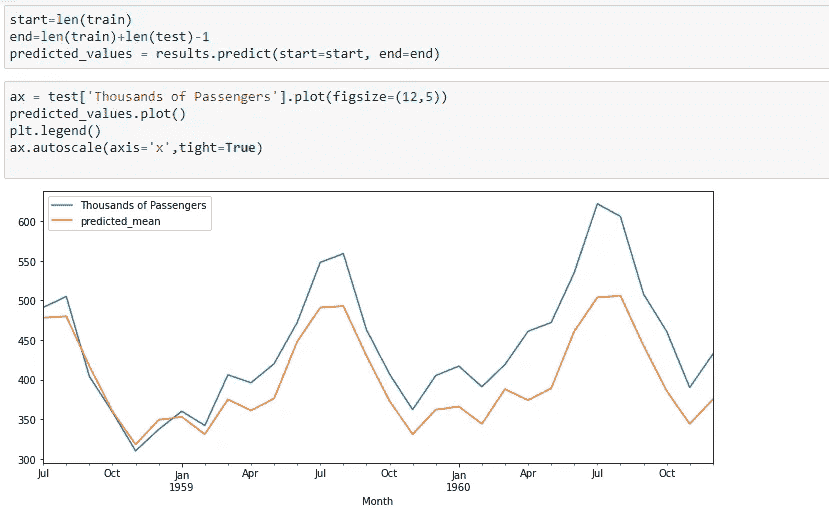 start=len(train)
end=len(train)+len(test)-1
predicted_values = results.predict(start=start, end=end)
ax = test['Thousands of Passengers'].plot(figsize=(12,5))
predicted_values.plot()
plt.legend()
ax.autoscale(axis='x',tight=True)
Thousands of Passengers
predicted_mean
600
550
500
450
400
350
300
Jul Oct Jan Apr Jul Oct Jan Apr Jul Oct
1959 1960
Month